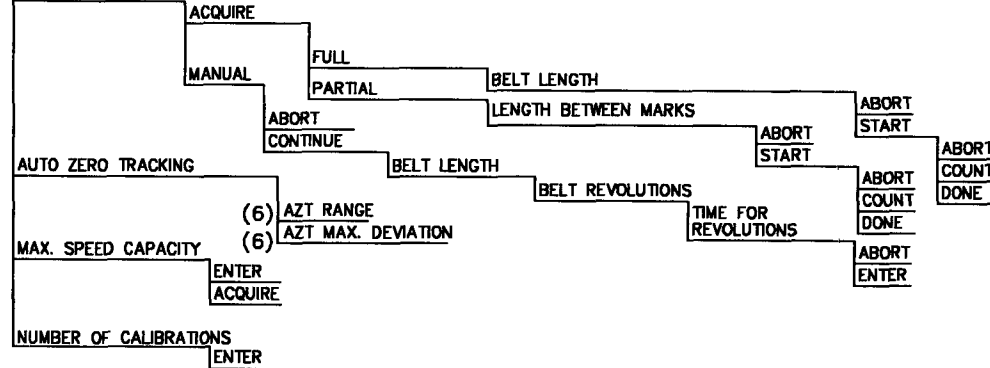 ACQUIRE
FULL
MANUAL
BELT LENGTH
PARTIAL
ABORT
LENGTH BETWEEN MARKS
ABORT
START
ABORT
CONTINUE
START
ABORT
AUTO ZERO TRACKING
BELT LENGTH
COUNT
ABORT
BELT REVOLUTIONS
DONE
COUNT
(6) AZT RANGE
TIME FOR
REVOLUTIONS
DONE
(6) AZT MAX. DEVIATION
MAX. SPEED CAPACITY
ABORT
ENTER
ENTER
ACQUIRE
NUMBER OF CALIBRATIONS
ENTER